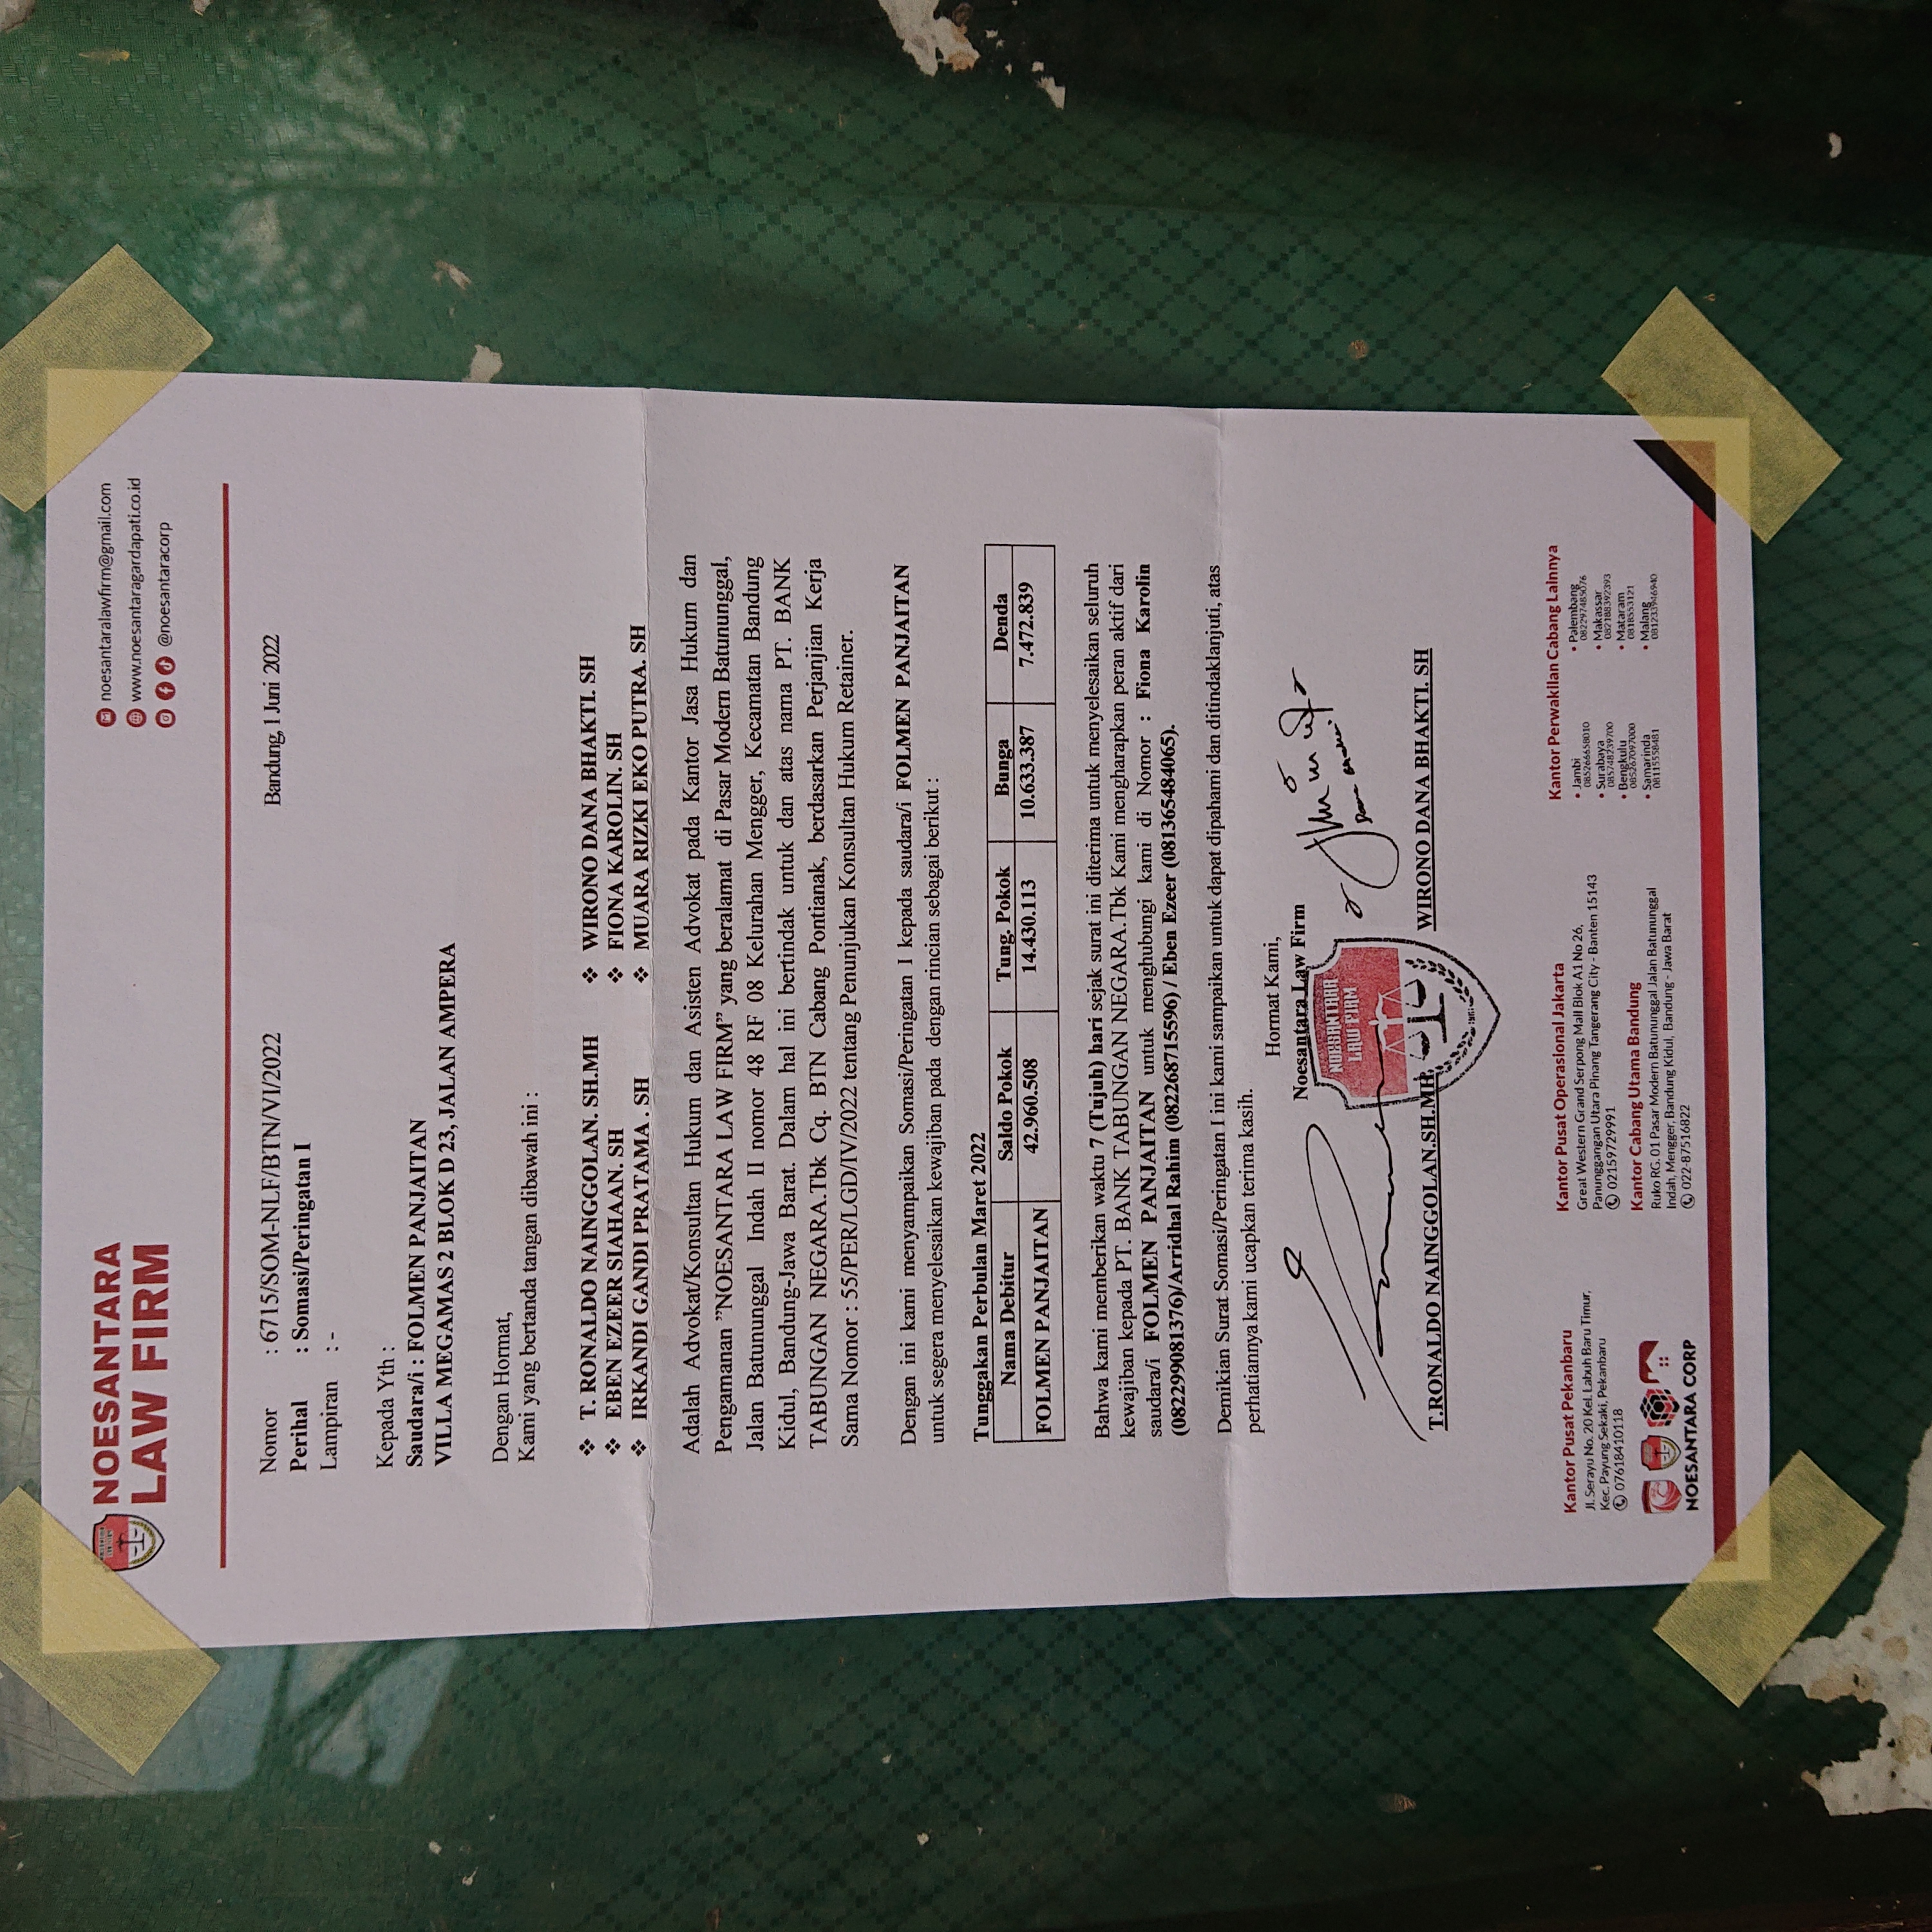 NOESANTARA
LAW FIRM
noesantaralawfirm@gmail.com
www.noesantaragardapati.co.id
@noesantaracorp
Nomor : 6715/SOM-NLF/BTN/VI/2022 Bandung, 1 Juni 2022
Perihal : Somasi/Peringatan I
Lampiran : -
Kepada Yth :
Saudara/i : FOLMEN PANJAITAN
VILLA MEGAMAS 2 BLOK D 23, JALAN AMPERA
Dengan Hormat,
Kami yang bertanda tangan dibawah ini :
❖ T. RONALDO NAINGGOLAN. SH.MH ❖ WIRONO DANA BHAKTI. SH
❖ EBEN EZEER SIAHAAN. SH ❖ FIONA KAROLIN. SH
❖ IRKANDI GANDI PRATAMA . SH ❖ MUARA RIZKI EKO PUTRA. SH
Adalah Advokat/Konsultan Hukum dan Asisten Advokat pada Kantor Jasa Hukum dan
Pengamanan "NOESANTARA LAW FIRM" yang beralamat di Pasar Modern Batununggal,
Jalan Batununggal Indah II nomor 48 RF 08 Kelurahan Mengger, Kecamatan Bandung
Kidul, Bandung-Jawa Barat. Dalam hal ini bertindak untuk dan atas nama PT. BANK
TABUNGAN NEGARA.Tbk Cq. BTN Cabang Pontianak, berdasarkan Perjanjian Kerja
Sama Nomor : 55/PER/LGD/IV/2022 tentang Penunjukan Konsultan Hukum Retainer.
Dengan ini kami menyampaikan Somasi/Peringatan I kepada saudara/i FOLMEN PANJAITAN
untuk segera menyelesaikan kewajiban pada dengan rincian sebagai berikut :
Tunggakan Perbulan Maret 2022
Nama Debitur Saldo Pokok Tung. Pokok Bunga Denda
FOLMEN PANJAITAN 42.960.508 14.430.113 10.633.387 7.472.839
Bahwa kami memberikan waktu 7 (Tujuh) hari sejak surat ini diterima untuk menyelesaikan seluruh
kewajiban kepada PT. BANK TABUNGAN NEGARA.Tbk Kami mengharapkan peran aktif dari
saudara/i FOLMEN PANJAITAN untuk menghubungi kami di Nomor : Fiona Karolin
(082299081376)/Arridhal Rahim (082268715596) / Eben Ezeer (081365484065).
Demikian Surat Somasi/Peringatan I ini kami sampaikan untuk dapat dipahami dan ditindaklanjuti, atas
perhatiannya kami ucapkan terima kasih.
Hormat Kami,
Noesantara Law Firm
NOESANTARA
LAW FIRM
T.RONALDO NAINGGOLAN.SH.MH WIRONO DANA BHAKTI. SH
Kantor Pusat Pekanbaru
Jl. Serayu No. 20 Kel. Labuh Baru Timur,
Kec. Payung Sekaki, Pekanbaru
07618410118
NOESANTARA CORP
Kantor Pusat Operasional Jakarta
Great Western Grand Serpong Mall Blok A1 No 26,
Panunggangan Utara Pinang Tangerang City - Banten 15143
02159729991
Kantor Cabang Utama Bandung
Ruko RG. 01 Pasar Modern Batununggal Jalan Batununggal
Indah, Mengger, Bandung Kidul, Bandung - Jawa Barat
022-87516822
Kantor Perwakilan Cabang Lainnya
• Jambi
085266658010
• Surabaya
085748239700
• Bengkulu
085267097000
• Samarinda
08115558481
• Palembang
082297485076
• Makassar
082188392393
• Mataram
0818553121
• Malang
081233946940